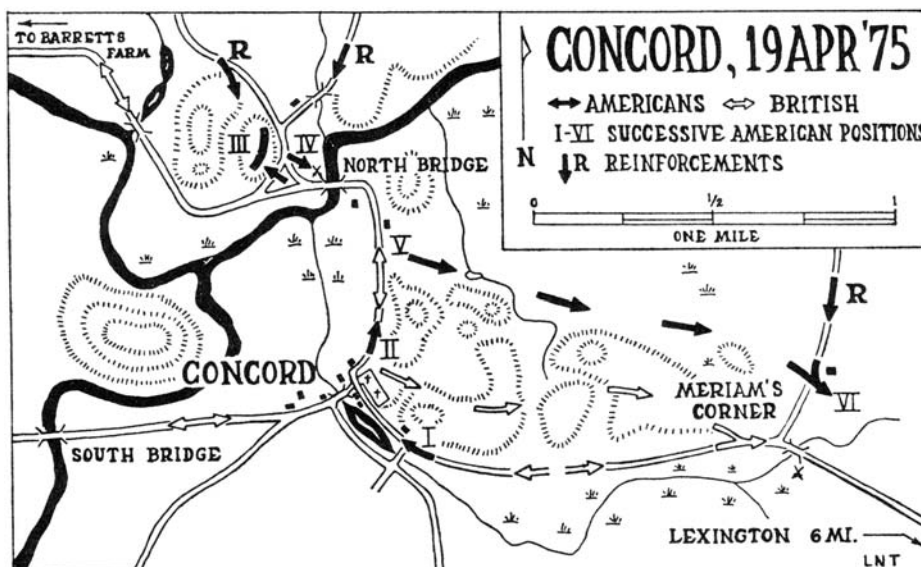 TO BARRETTS
FARM
R
R
CONCORD, 19 APR '75
AMERICANS BRITISH
I-VI SUCCESSIVE AMERICAN POSITIONS
R REINFORCEMENTS
N
0 1/2 1
ONE MILE
III
IV
NORTH BRIDGE
V
R
II
CONCORD
MERIAM'S
CORNER
VI
I
SOUTH BRIDGE
LEXINGTON 6 MI.
LNT